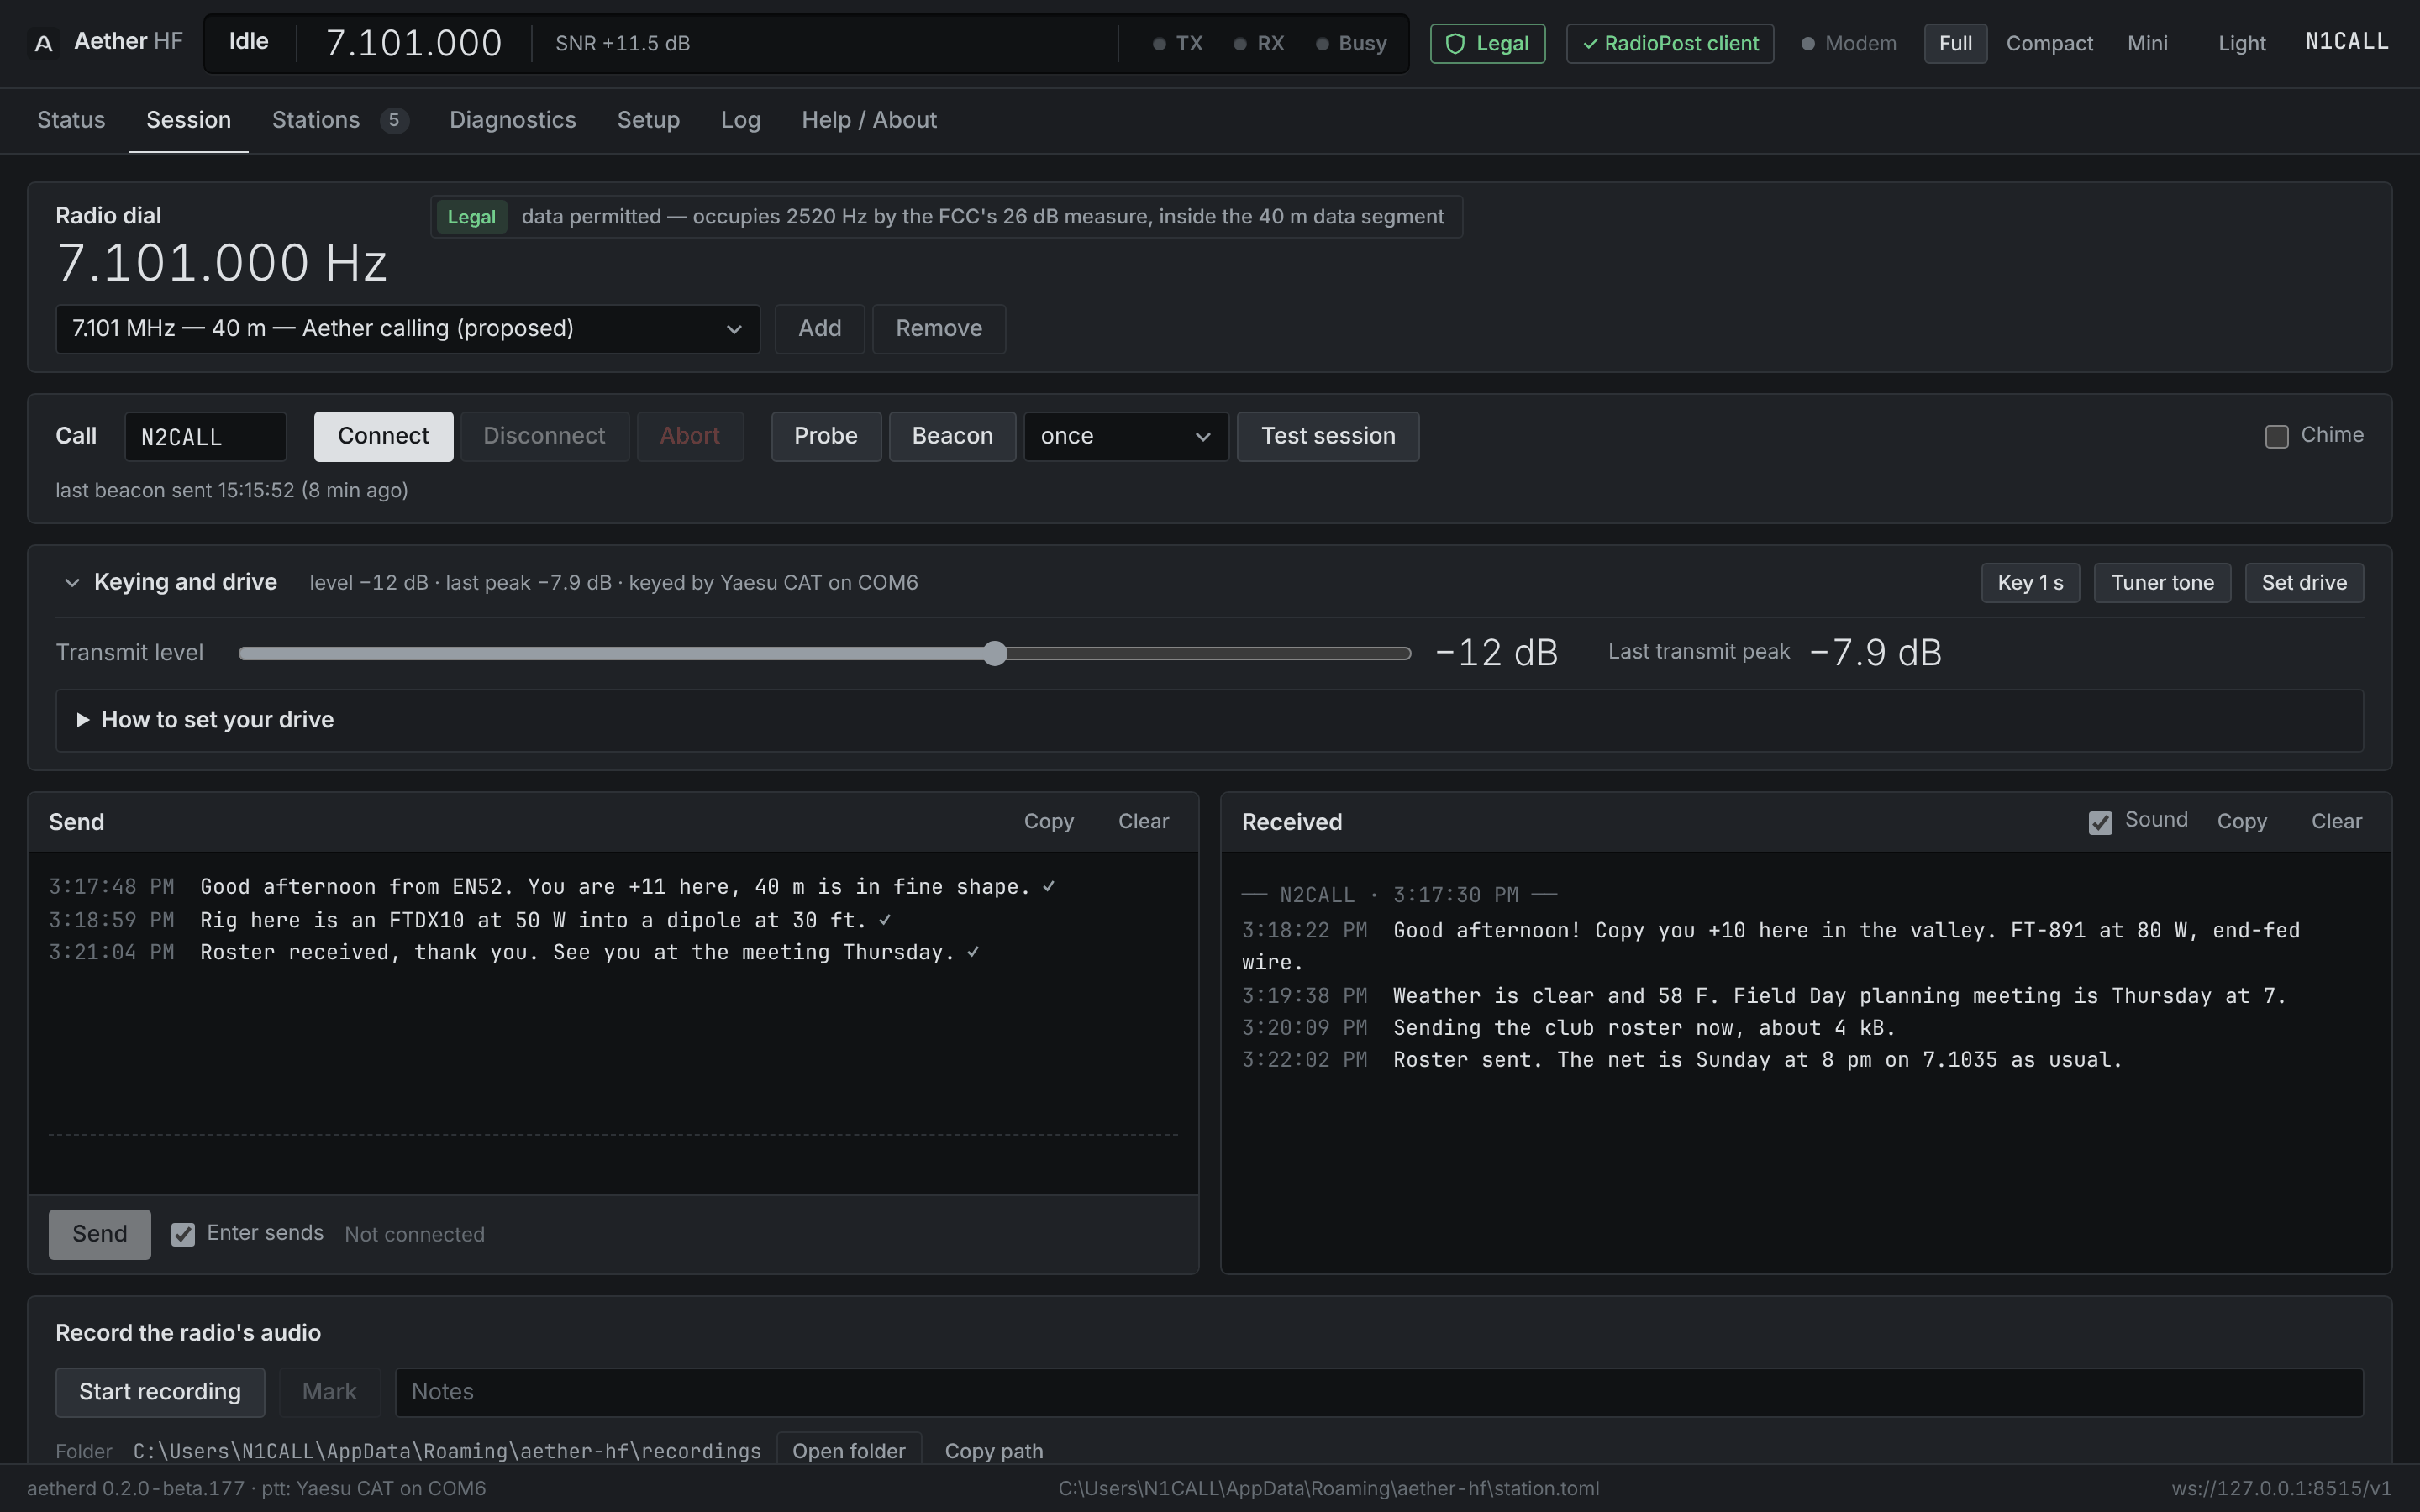 Aether HF Idle 7.101.000 SNR +11.5 dB TX RX Busy Legal ✓ RadioPost client Modem Full Compact Mini Light N1CALL
Status Session Stations 5 Diagnostics Setup Log Help / About
Radio dial
Legal data permitted — occupies 2520 Hz by the FCC's 26 dB measure, inside the 40 m data segment
7.101.000 Hz
7.101 MHz — 40 m — Aether calling (proposed) Add Remove
Call N2CALL Connect Disconnect Abort Probe Beacon once Test session Chime
last beacon sent 15:15:52 (8 min ago)
Keying and drive level −12 dB · last peak −7.9 dB · keyed by Yaesu CAT on COM6 Key 1 s Tuner tone Set drive
Transmit level −12 dB Last transmit peak −7.9 dB
How to set your drive
Send Copy Clear
3:17:48 PM Good afternoon from EN52. You are +11 here, 40 m is in fine shape. ✓
3:18:59 PM Rig here is an FTDX10 at 50 W into a dipole at 30 ft. ✓
3:21:04 PM Roster received, thank you. See you at the meeting Thursday. ✓
Send Enter sends Not connected
Received Sound Copy Clear
— N2CALL · 3:17:30 PM —
3:18:22 PM Good afternoon! Copy you +10 here in the valley. FT-891 at 80 W, end-fed
wire.
3:19:38 PM Weather is clear and 58 F. Field Day planning meeting is Thursday at 7.
3:20:09 PM Sending the club roster now, about 4 kB.
3:22:02 PM Roster sent. The net is Sunday at 8 pm on 7.1035 as usual.
Record the radio's audio
Start recording Mark Notes
Folder C:\Users\N1CALL\AppData\Roaming\aether-hf\recordings Open folder Copy path
aetherd 0.2.0-beta.177 · ptt: Yaesu CAT on COM6 C:\Users\N1CALL\AppData\Roaming\aether-hf\station.toml ws://127.0.0.1:8515/v1